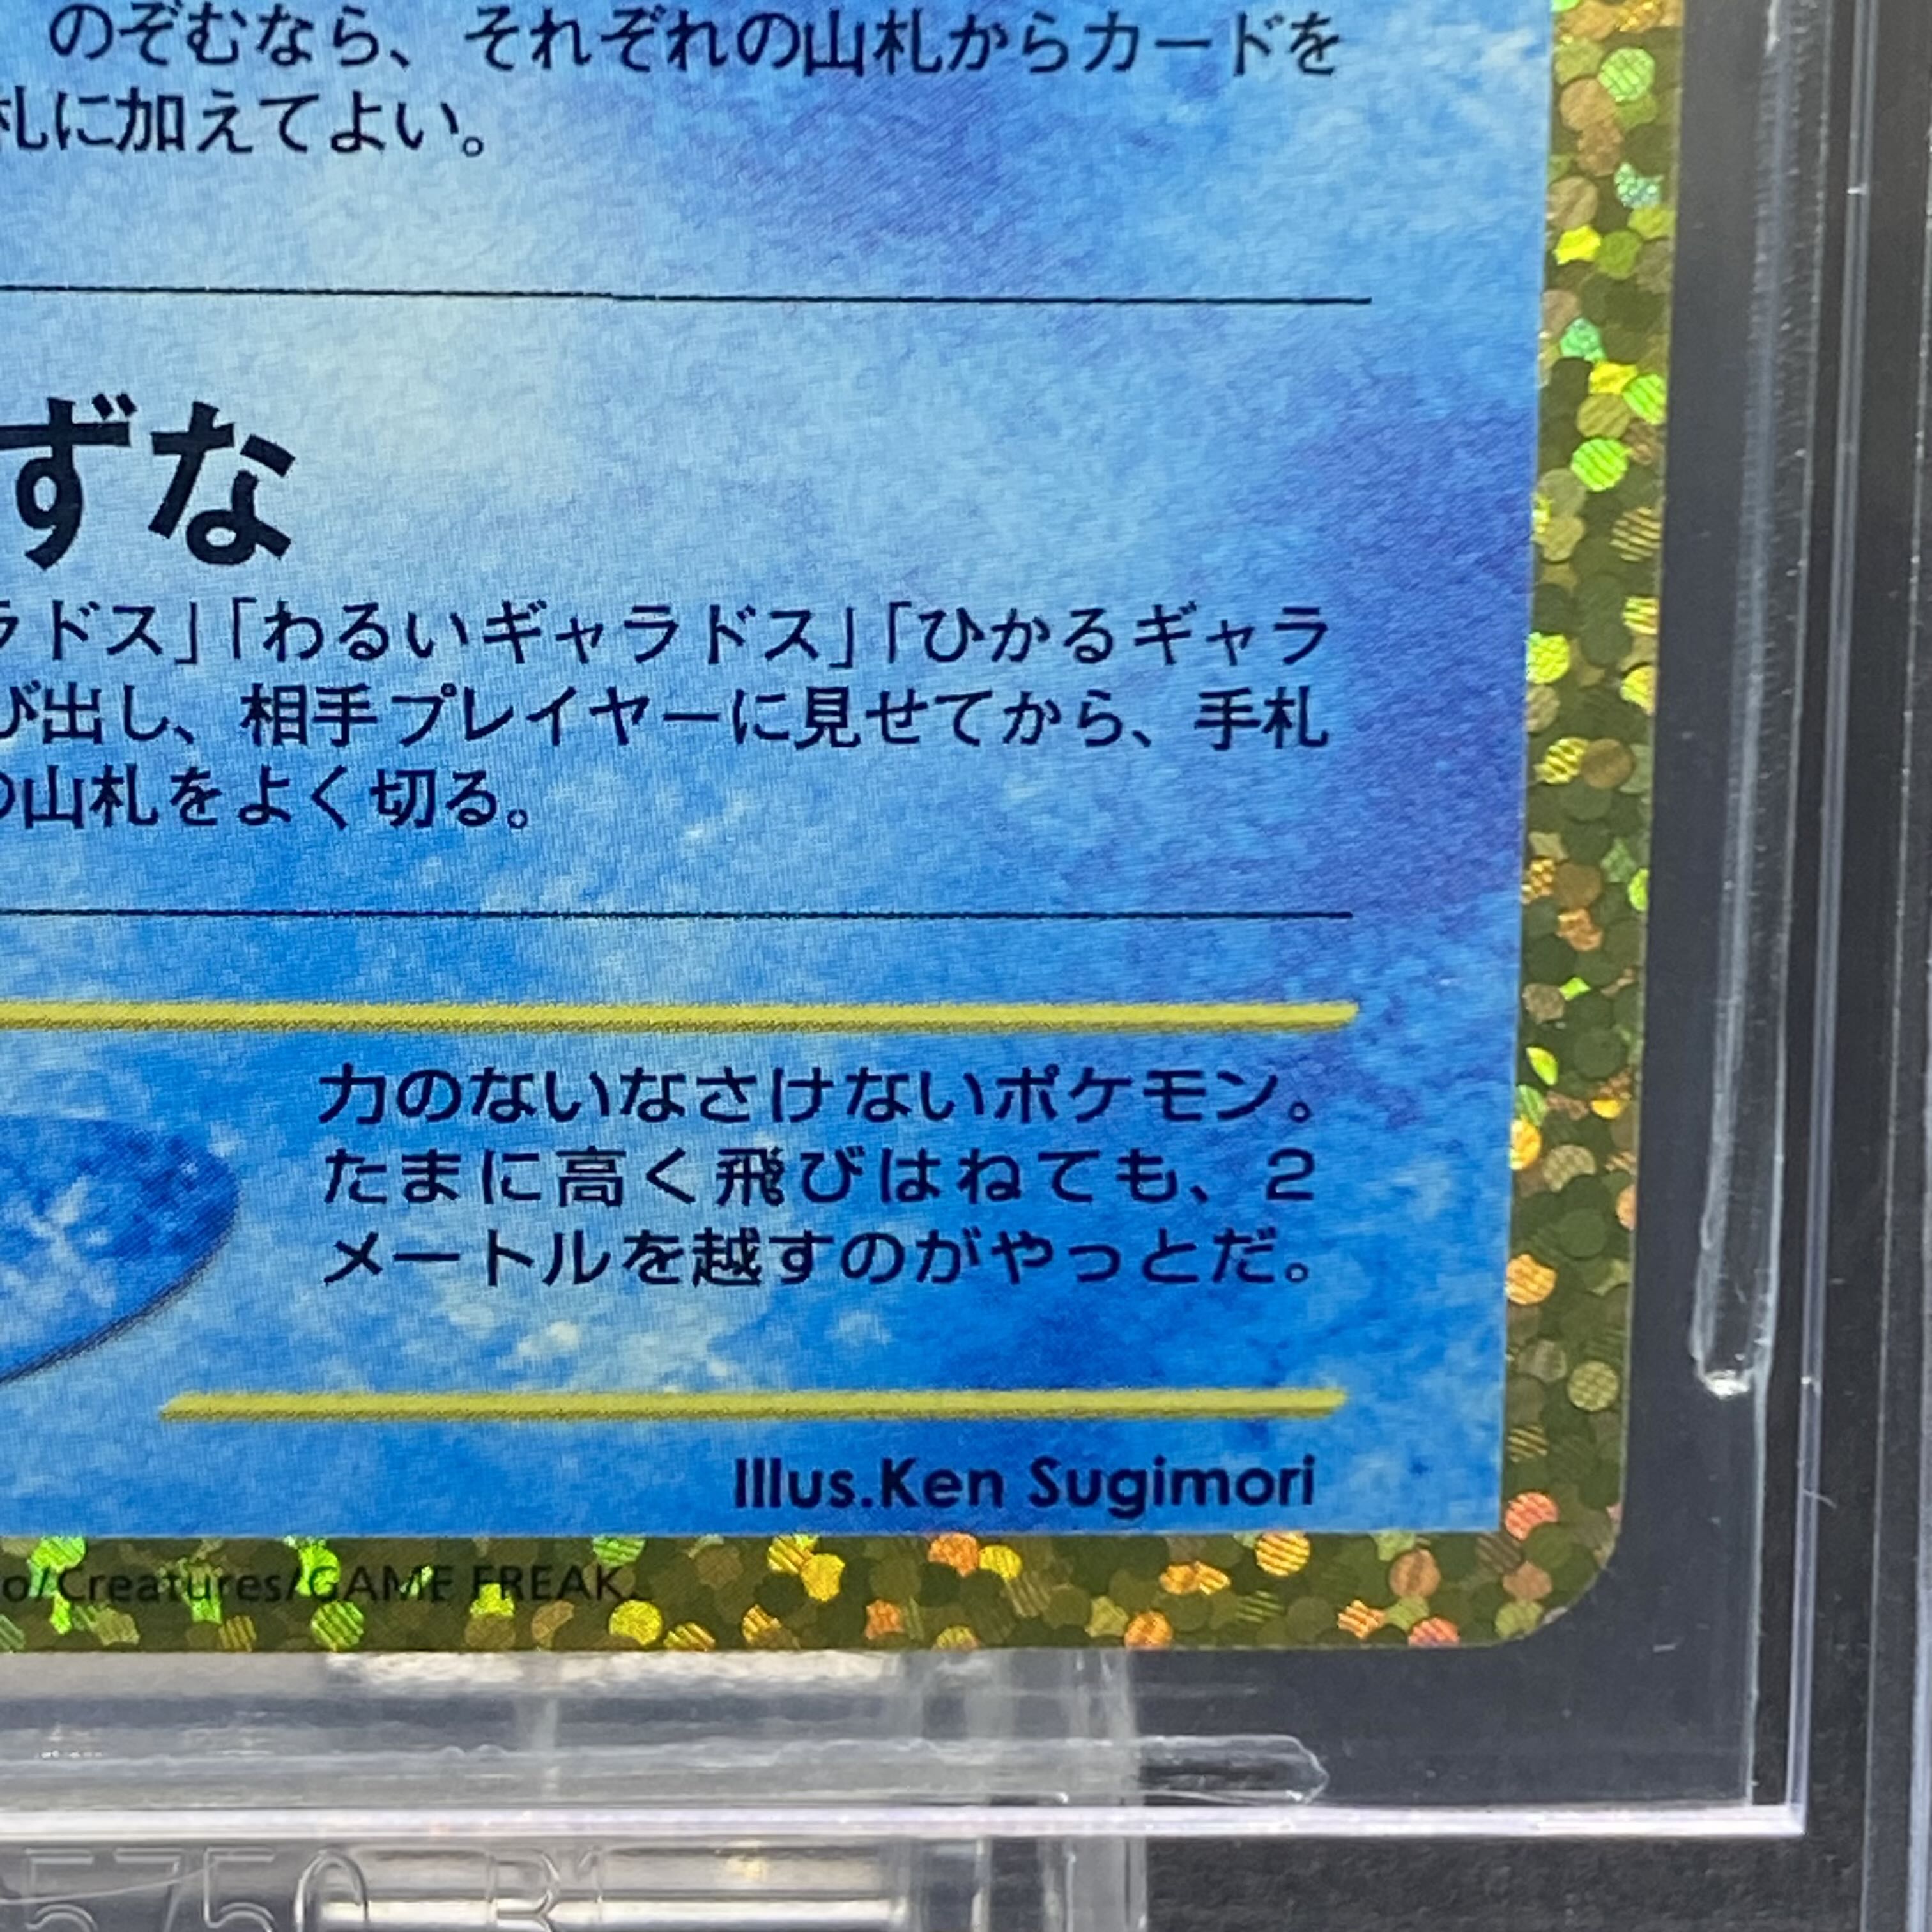 のぞむなら、それぞれの山札からカードを
札に加えてよい。
ずな
ラドス」「わるいギャラドス」「ひかるギャラ
び出し、相手プレイヤーに見せてから、手札
の山札をよく切る。
力のないなさけないポケモン。
たまに高く飛びはねても、2
メートルを越すのがやっとだ。
Illus.Ken Sugimori
o/Creatures/GAME FREAK.